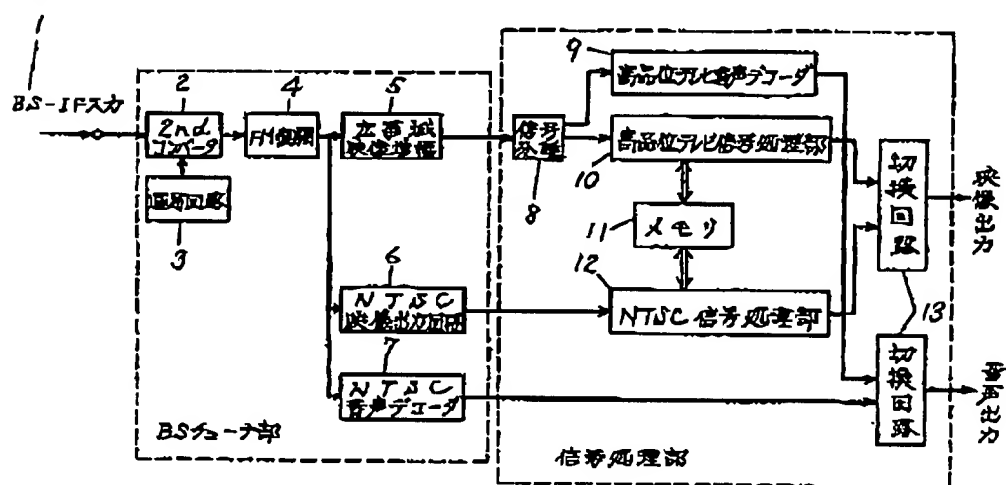 1
BS-IF入力
2
2nd
コンバータ
3
選局回路
4
FM復調
5
広帯域
映像増幅
6
NTSC
映像出力回路
7
NTSC
音声デコーダ
BSチューナ部
8
信号
分離
9
高品位テレビ音声デコーダ
10
高品位テレビ信号処理部
11
メモリ
12
NTSC信号処理部
13
切換回路
切換回路
映像出力
音声出力
信号処理部